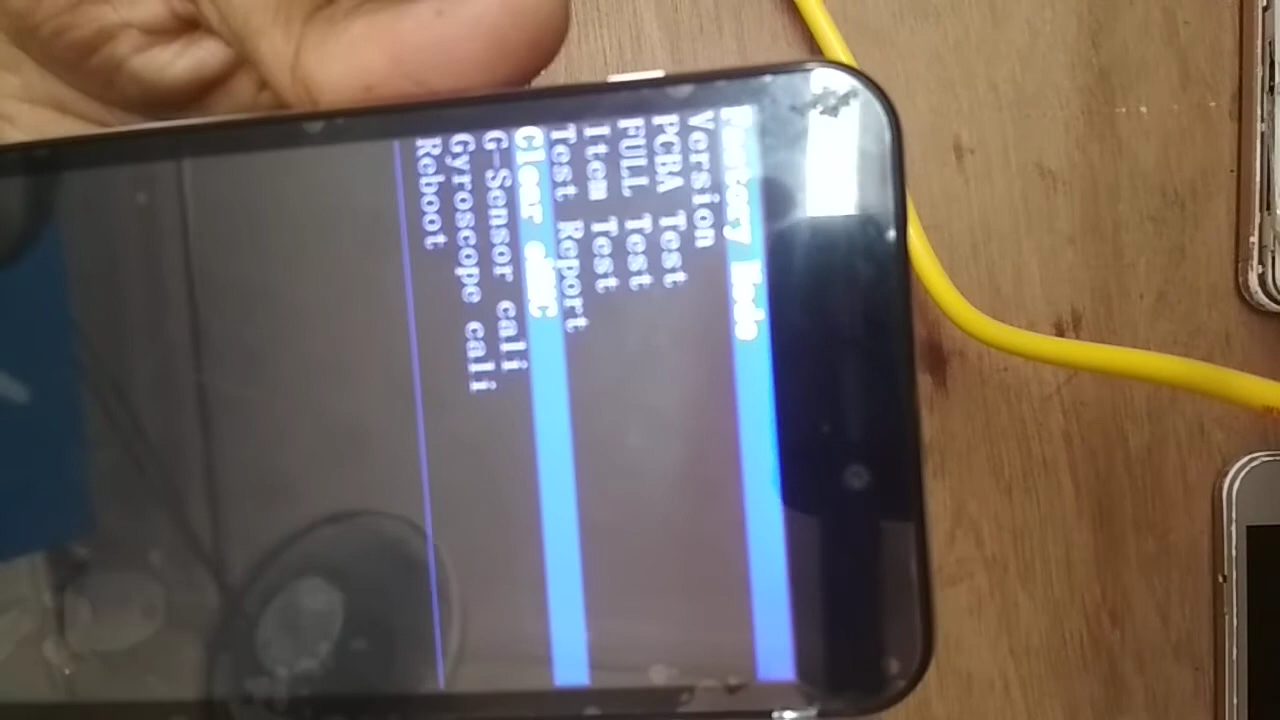 Factory Mode
Version
PCBA Test
FULL Test
Item Test
Test Report
Clear eMMC
G-Sensor cali
Gyroscope cali
Reboot